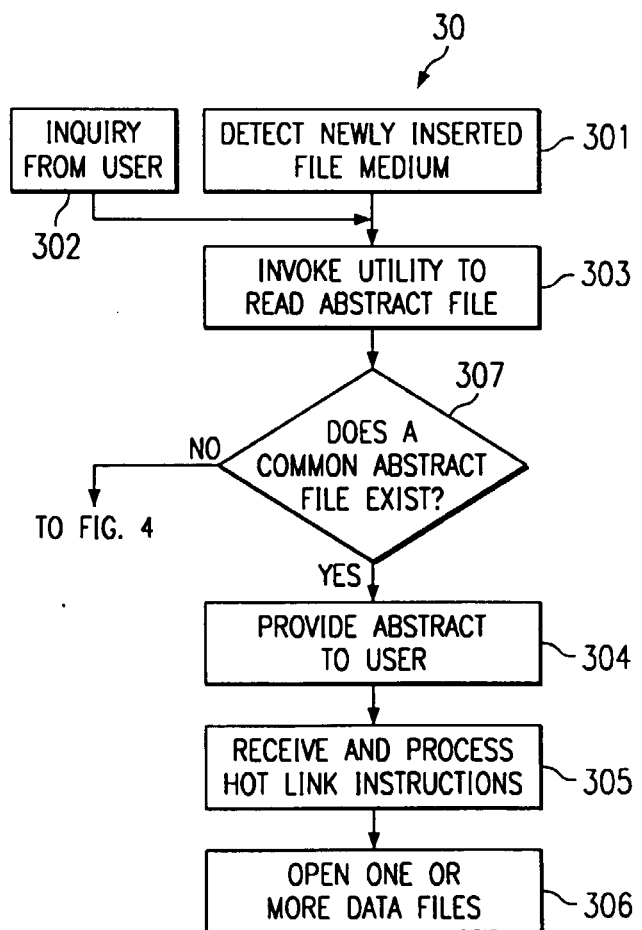 30
INQUIRY
FROM USER
302
DETECT NEWLY INSERTED
FILE MEDIUM
301
INVOKE UTILITY TO
READ ABSTRACT FILE
303
307
DOES A
COMMON ABSTRACT
FILE EXIST?
NO
TO FIG. 4
YES
PROVIDE ABSTRACT
TO USER
304
RECEIVE AND PROCESS
HOT LINK INSTRUCTIONS
305
OPEN ONE OR
MORE DATA FILES
306